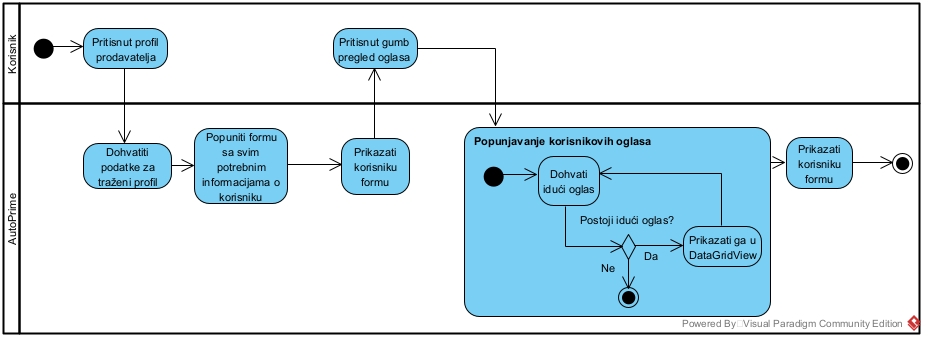 Korisnik
Pritisnut profil
prodavatelja
Pritisnut gumb
pregled oglasa
AutoPrime
Dohvatiti
podatke za
traženi profil
Popuniti formu
sa svim
potrebnim
informacijama o
korisniku
Prikazati
korisniku
formu
Popunjavanje korisnikovih oglasa
Dohvati
idući oglas
Postoji idući oglas?
Da
Ne
Prikazati ga u
DataGridView
Prikazati
korisniku
formu
Powered By Visual Paradigm Community Edition